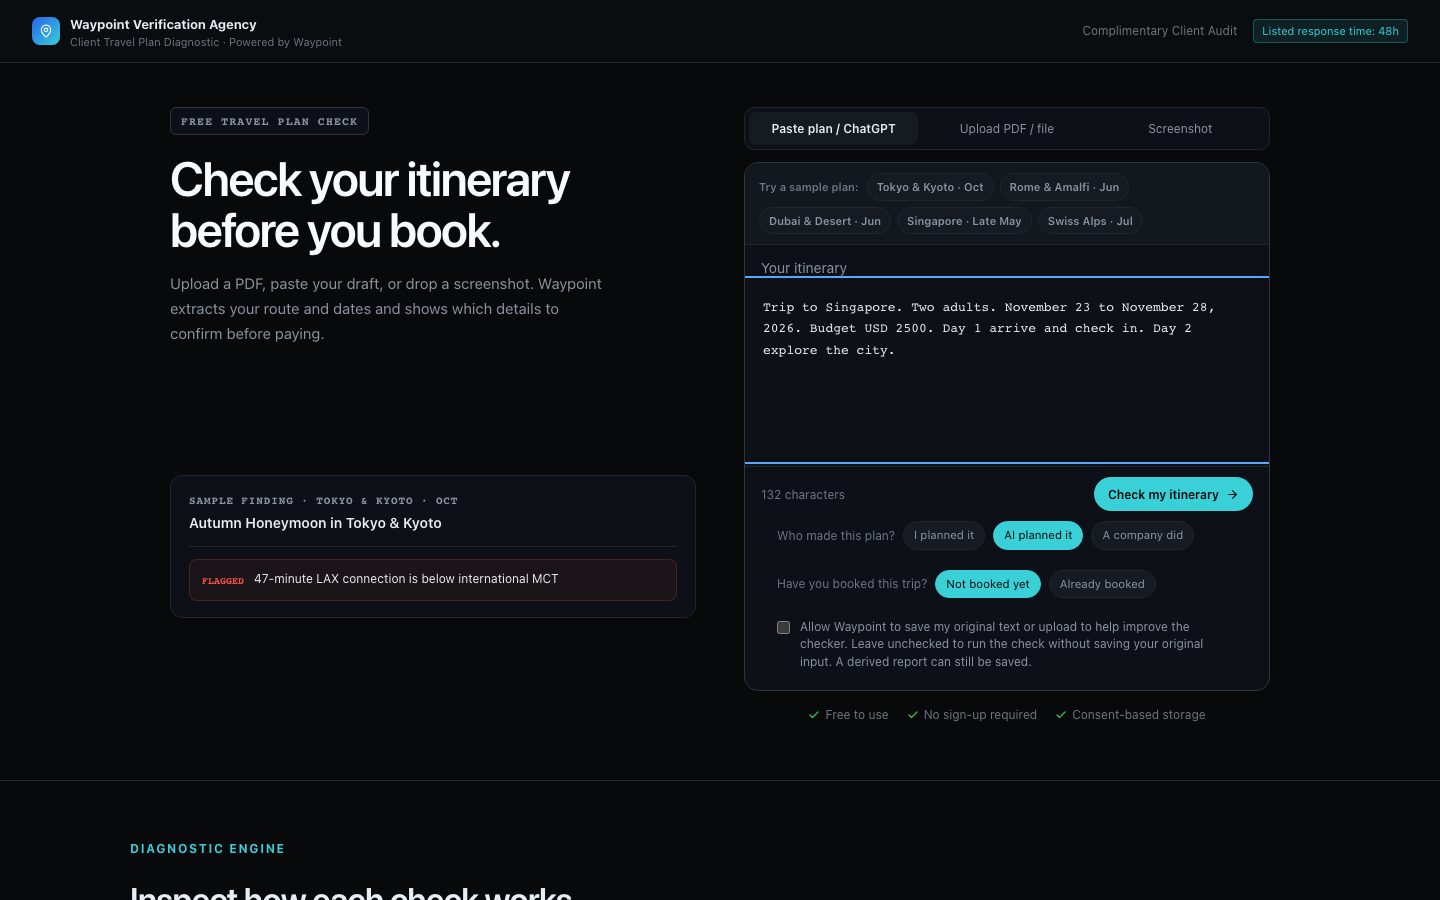 Waypoint Verification Agency
Client Travel Plan Diagnostic · Powered by Waypoint
Complimentary Client Audit
Listed response time: 48h
FREE TRAVEL PLAN CHECK
Check your itinerary
before you book.
Upload a PDF, paste your draft, or drop a screenshot. Waypoint
extracts your route and dates and shows which details to
confirm before paying.
SAMPLE FINDING · TOKYO & KYOTO · OCT
Autumn Honeymoon in Tokyo & Kyoto
FLAGGED 47-minute LAX connection is below international MCT
Paste plan / ChatGPT
Upload PDF / file
Screenshot
Try a sample plan: Tokyo & Kyoto · Oct Rome & Amalfi · Jun
Dubai & Desert · Jun Singapore · Late May Swiss Alps · Jul
Your itinerary
Trip to Singapore. Two adults. November 23 to November 28,
2026. Budget USD 2500. Day 1 arrive and check in. Day 2
explore the city.
132 characters
Check my itinerary →
Who made this plan? I planned it AI planned it A company did
Have you booked this trip? Not booked yet Already booked
Allow Waypoint to save my original text or upload to help improve the
checker. Leave unchecked to run the check without saving your original
input. A derived report can still be saved.
Free to use No sign-up required Consent-based storage
DIAGNOSTIC ENGINE
Inspect how each check works